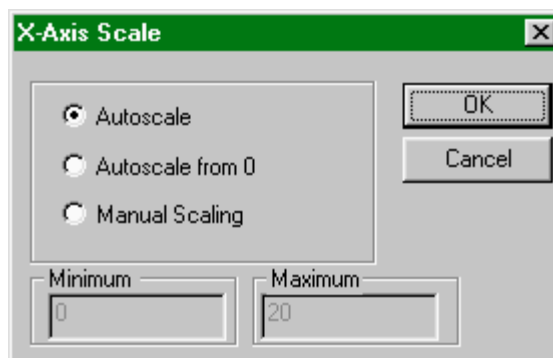 X-Axis Scale
Autoscale
Autoscale from 0
Manual Scaling
OK
Cancel
Minimum
0
Maximum
20